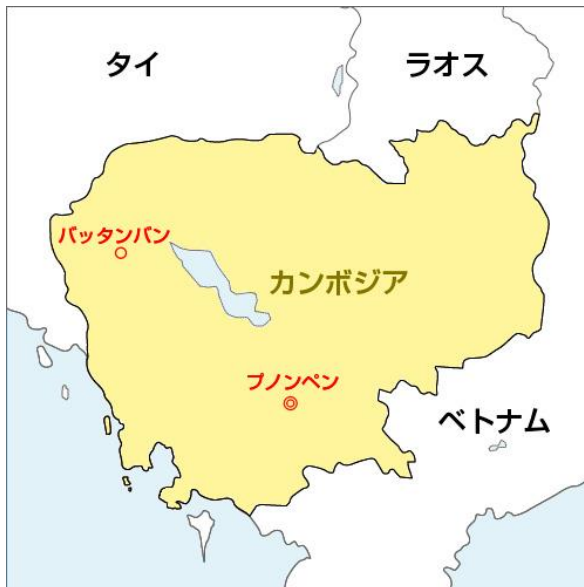 タイ
ラオス
バッタンバン
カンボジア
プノンペン
ベトナム